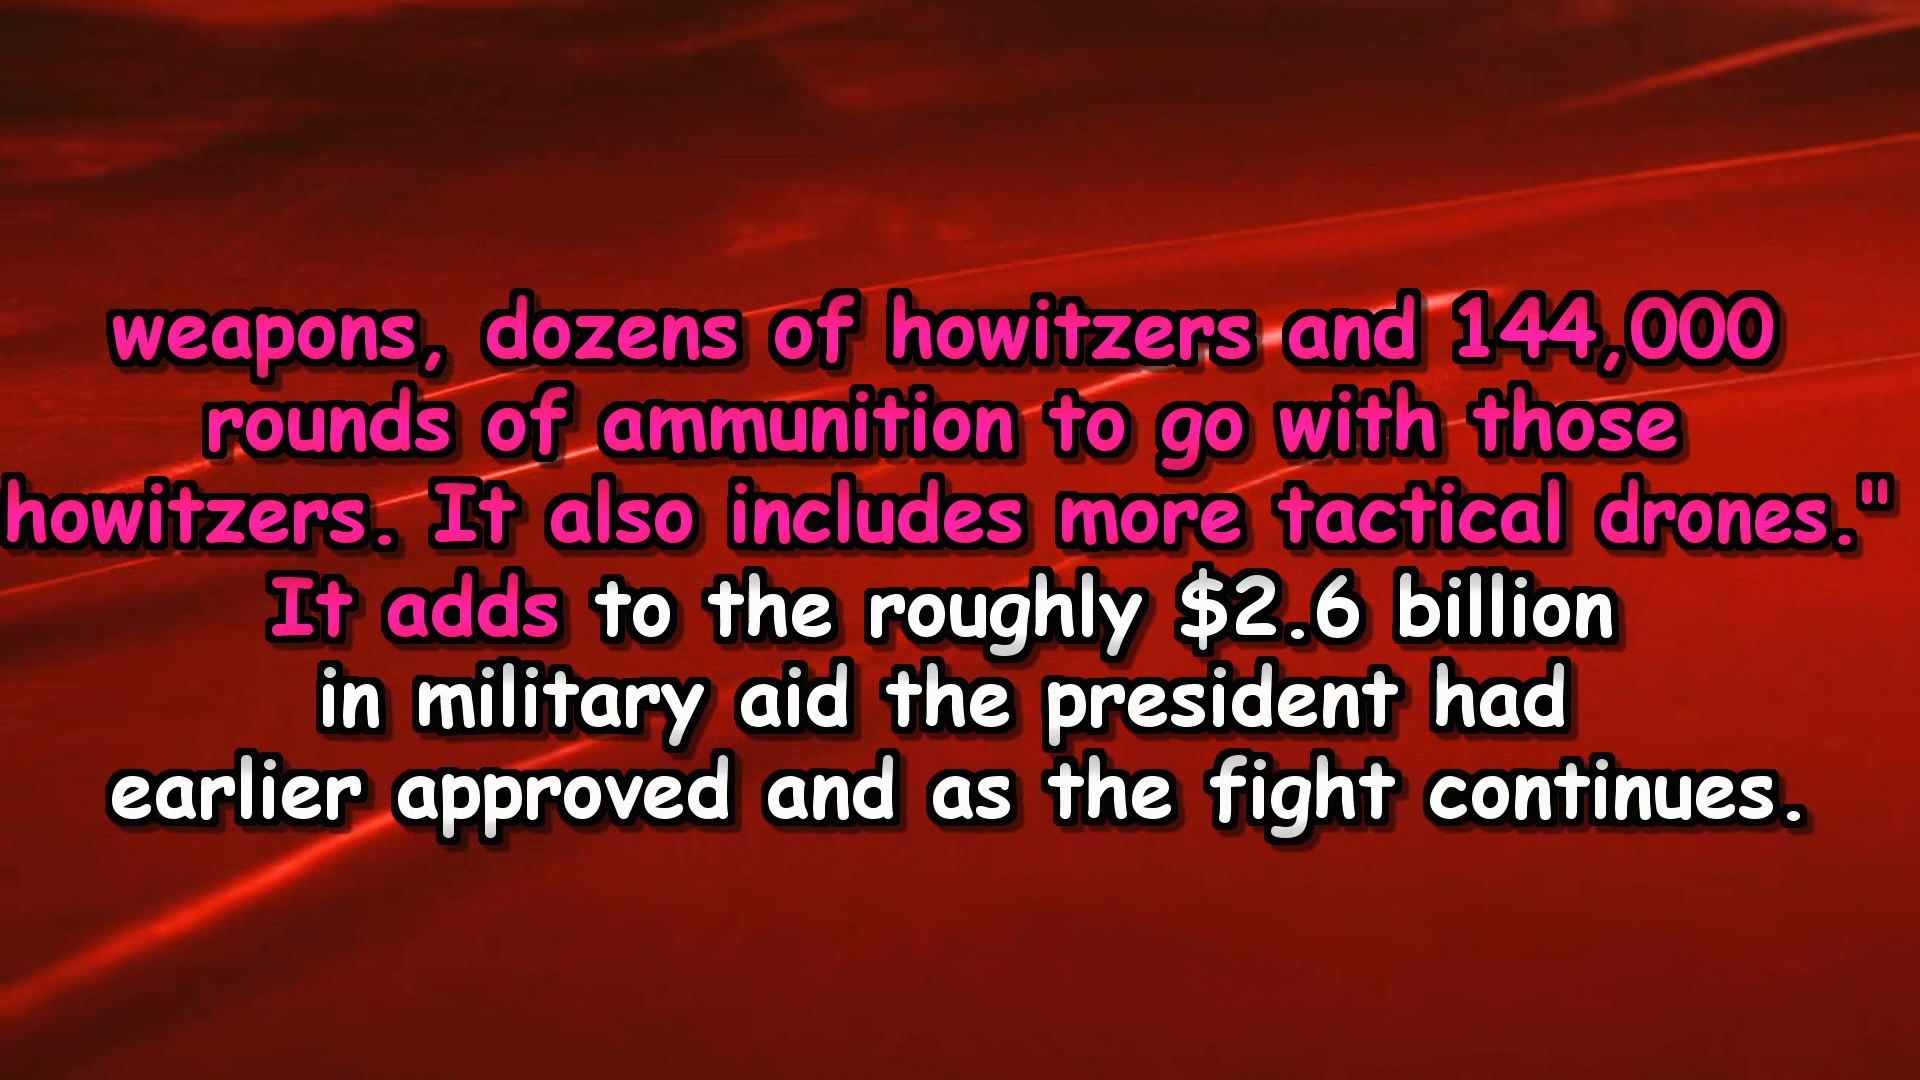 weapons, dozens of howitzers and 144,000
rounds of ammunition to go with those
howitzers. It also includes more tactical drones."
It adds to the roughly $2.6 billion
in military aid the president had
earlier approved and as the fight continues.